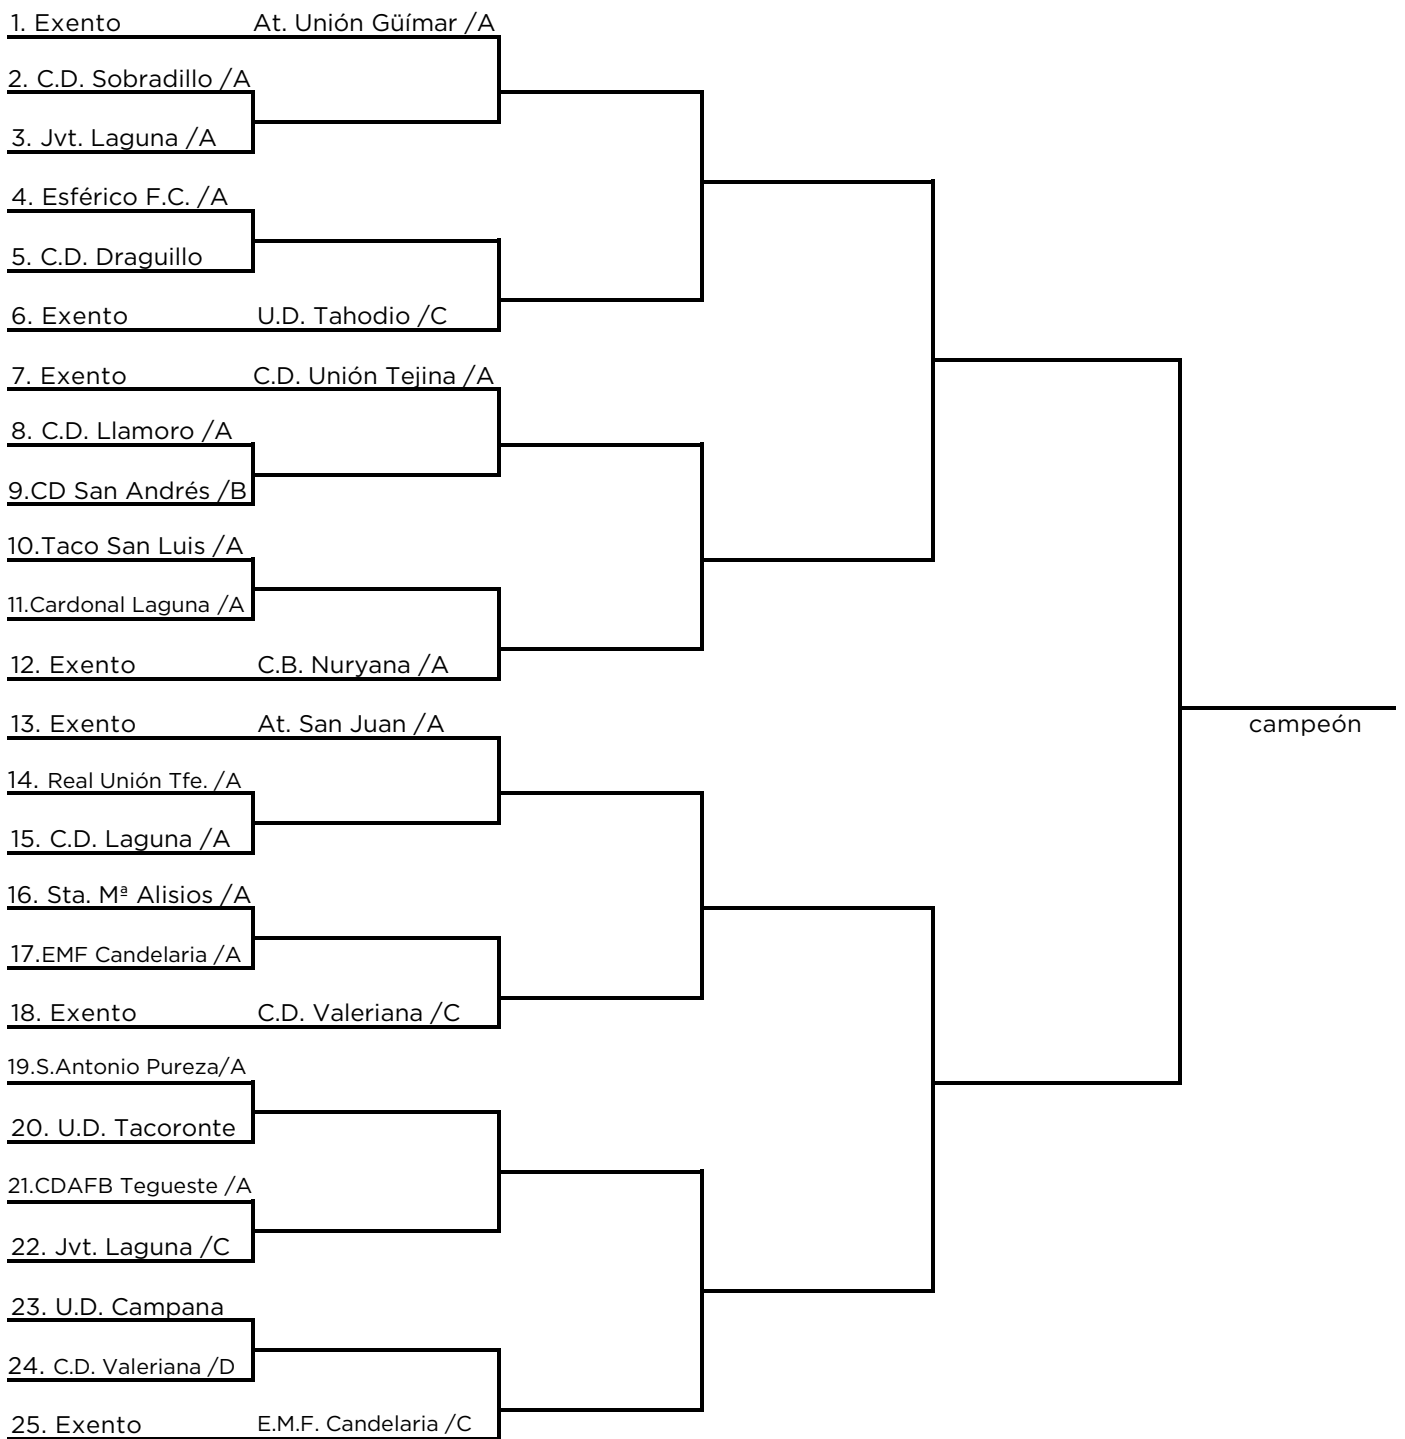 1. Exento At. Unión Güímar /A
2. C.D. Sobradillo /A
3. Jvt. Laguna /A
4. Esférico F.C. /A
5. C.D. Draguillo
6. Exento U.D. Tahodio /C
7. Exento C.D. Unión Tejina /A
8. C.D. Llamoro /A
9.CD San Andrés /B
10.Taco San Luis /A
11.Cardonal Laguna /A
12. Exento C.B. Nuryana /A
13. Exento At. San Juan /A
campeón
14. Real Unión Tfe. /A
15. C.D. Laguna /A
16. Sta. Mª Alisios /A
17.EMF Candelaria /A
18. Exento C.D. Valeriana /C
19.S.Antonio Pureza/A
20. U.D. Tacoronte
21.CDAFB Tegueste /A
22. Jvt. Laguna /C
23. U.D. Campana
24. C.D. Valeriana /D
25. Exento E.M.F. Candelaria /C